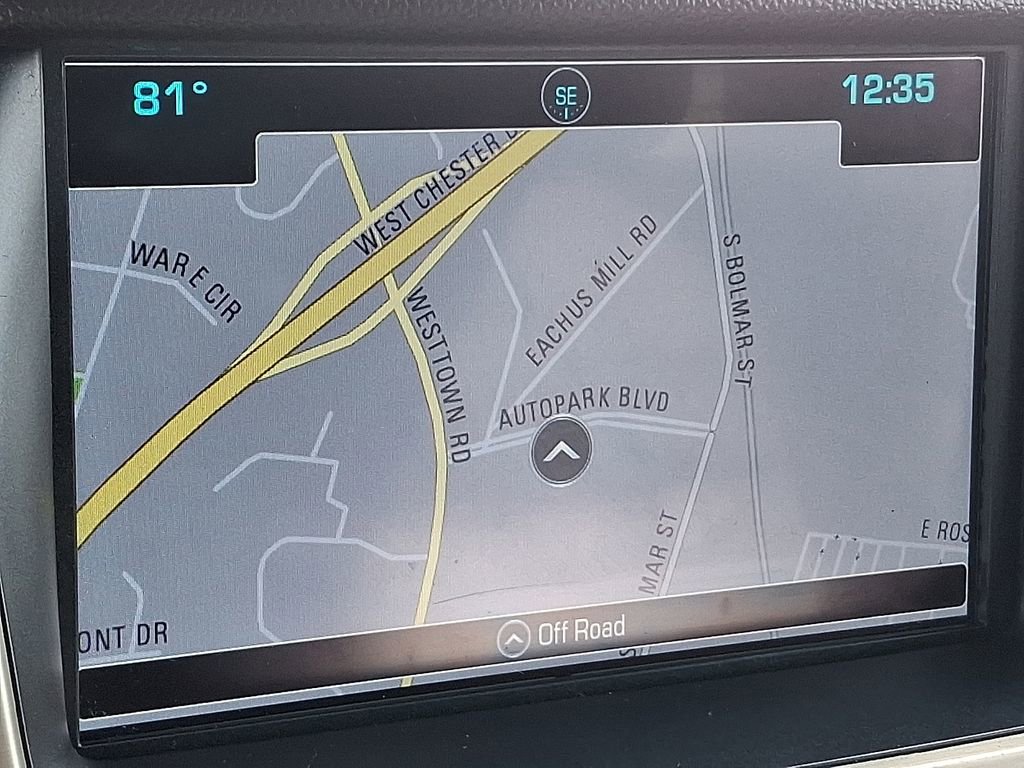 81°
SE
12:35
WEST CHESTER
WARE CIR
WESTTOWN RD
EACHUS MILL RD
S BOLMAR ST
AUTOPARK BLVD
MAR ST
E ROS
ONT DR
Off Road
S